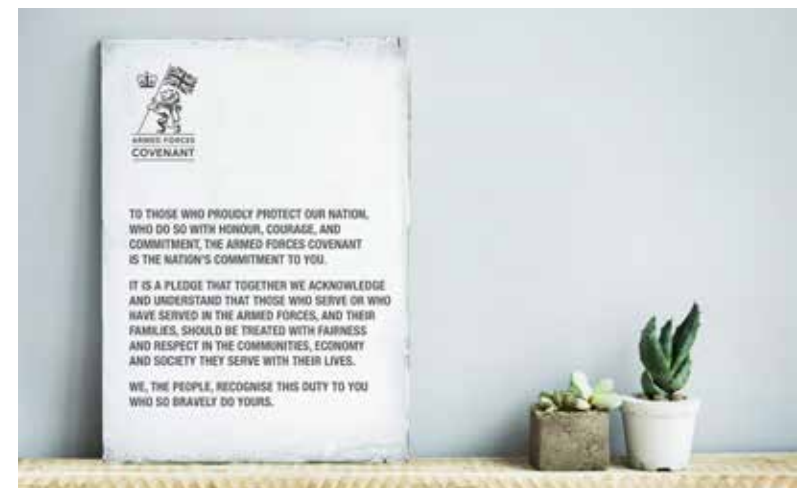 ARMED FORCES
COVENANT
TO THOSE WHO PROUDLY PROTECT OUR NATION,
WHO DO SO WITH HONOUR, COURAGE, AND
COMMITMENT, THE ARMED FORCES COVENANT
IS THE NATION'S COMMITMENT TO YOU.
IT IS A PLEDGE THAT TOGETHER WE ACKNOWLEDGE
AND UNDERSTAND THAT THOSE WHO SERVE OR WHO
HAVE SERVED IN THE ARMED FORCES, AND THEIR
FAMILIES, SHOULD BE TREATED WITH FAIRNESS
AND RESPECT IN THE COMMUNITIES, ECONOMY
AND SOCIETY THEY SERVE WITH THEIR LIVES.
WE, THE PEOPLE, RECOGNISE THIS DUTY TO YOU
WHO SO BRAVELY DO YOURS.